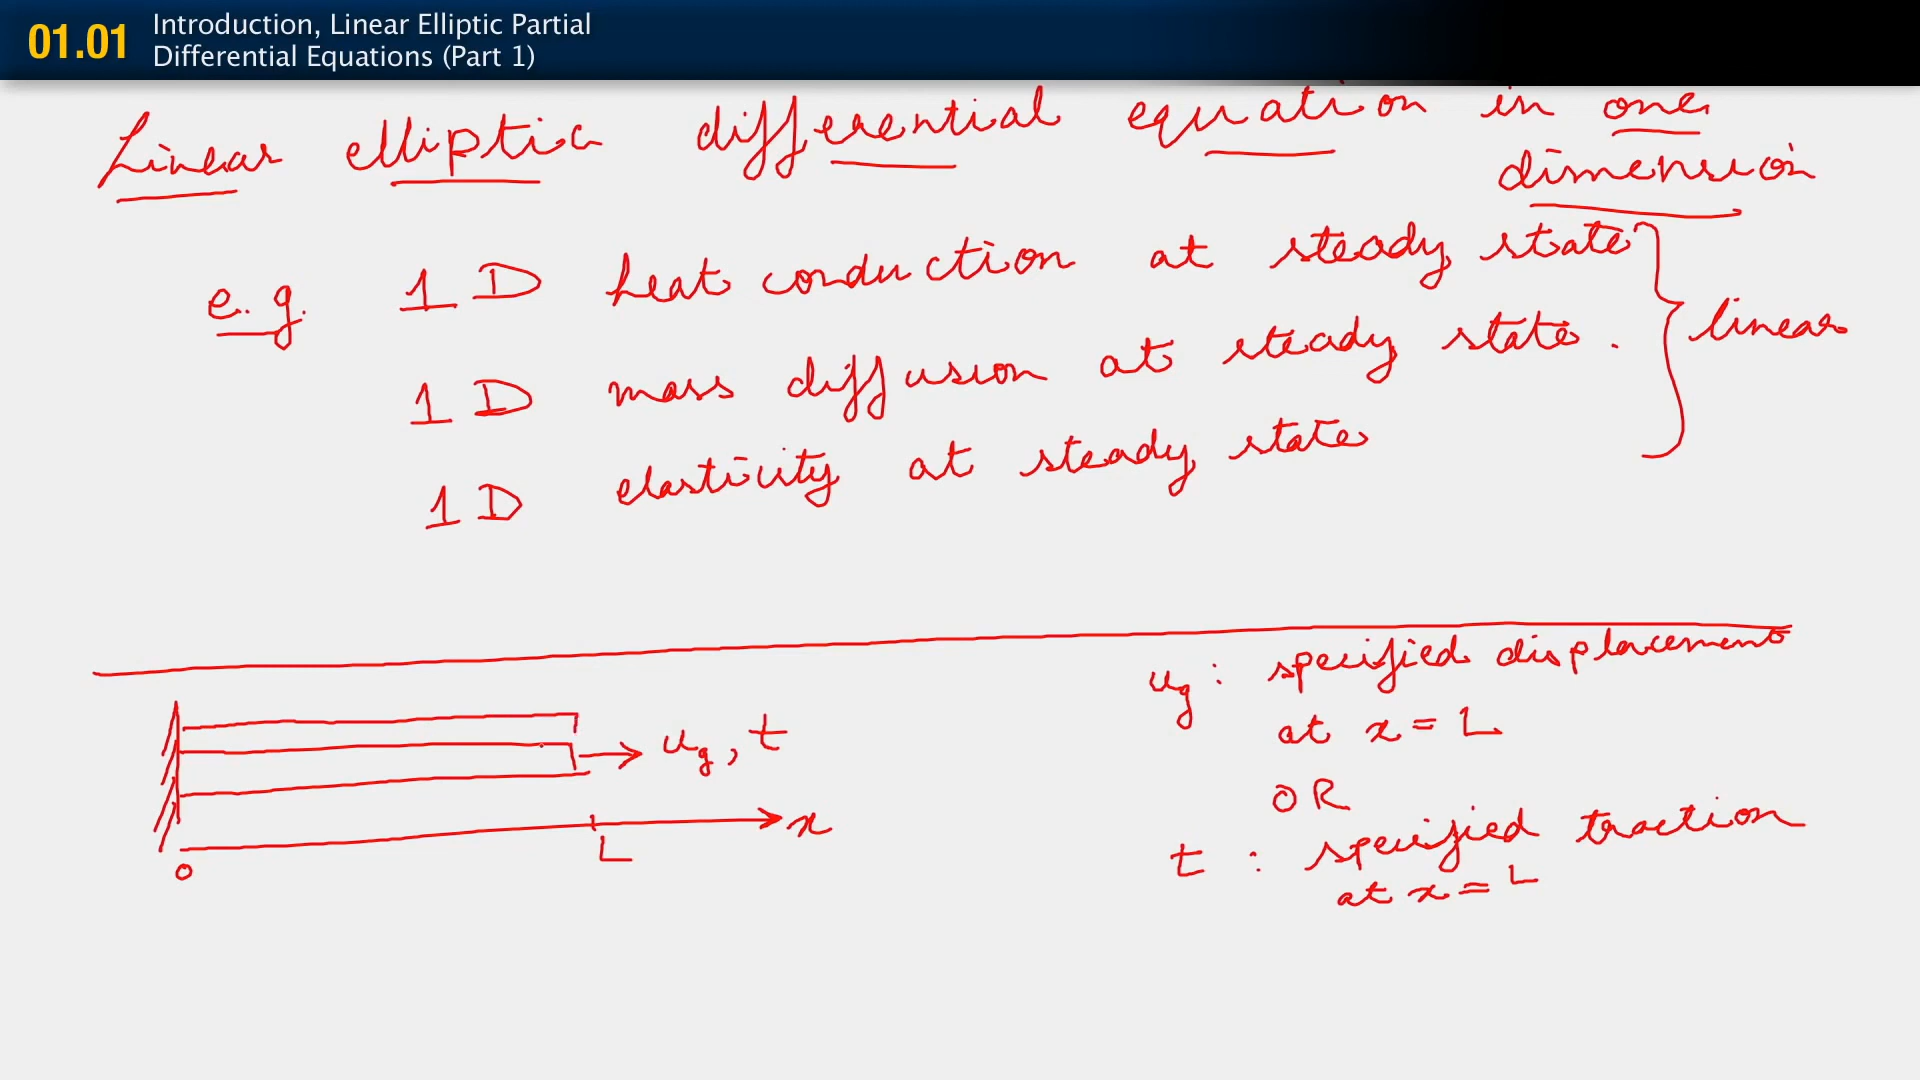 01.01
Introduction, Linear Elliptic Partial
Differential Equations (Part 1)
Linear elliptic differential equation in one
dimension
e.g. 1 D heat conduction at steady state
1 D mass diffusion at steady state.
linear
1 D elasticity at steady state
u_g : specified displacement
at x = L
OR
t : specified traction
at x = L
u_g, t
x
0
L